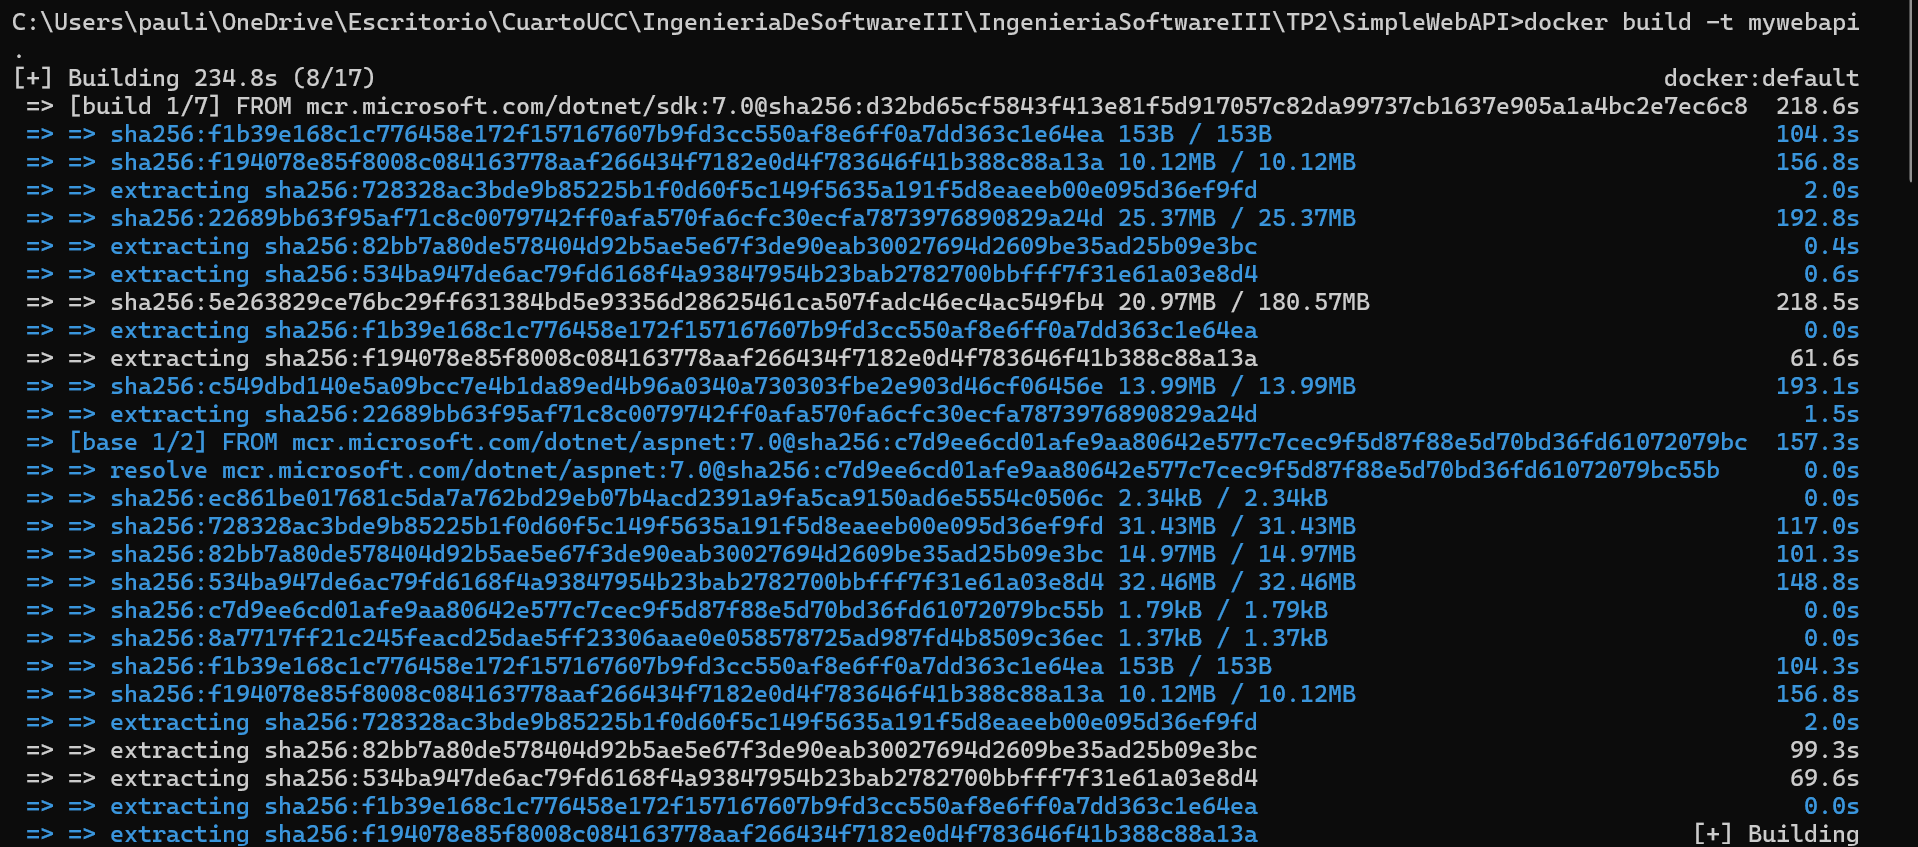 C:\Users\pauli\OneDrive\Escritorio\CuartoUCC\IngenieriaDeSoftwareIII\IngenieriaSoftwareIII\TP2\SimpleWebAPI>docker build -t mywebapi
.
[+] Building 234.8s (8/17) docker:default
=> [build 1/7] FROM mcr.microsoft.com/dotnet/sdk:7.0@sha256:d32bd65cf5843f413e81f5d917057c82da99737cb1637e905a1a4bc2e7ec6c8 218.6s
=> => sha256:f1b39e168c1c776458e172f157167607b9fd3cc550af8e6ff0a7dd363c1e64ea 153B / 153B 104.3s
=> => sha256:f194078e85f8008c084163778aaf266434f7182e0d4f783646f41b388c88a13a 10.12MB / 10.12MB 156.8s
=> => extracting sha256:728328ac3bde9b85225b1f0d60f5c149f5635a191f5d8eaeeb00e095d36ef9fd 2.0s
=> => sha256:22689bb63f95af71c8c0079742ff0afa570fa6cfc30ecfa7873976890829a24d 25.37MB / 25.37MB 192.8s
=> => extracting sha256:82bb7a80de578404d92b5ae5e67f3de90eab30027694d2609be35ad25b09e3bc 0.4s
=> => extracting sha256:534ba947de6ac79fd6168f4a93847954b23bab2782700bbfff7f31e61a03e8d4 0.6s
=> => sha256:5e263829ce76bc29ff631384bd5e93356d28625461ca507fadc46ec4ac549fb4 20.97MB / 180.57MB 218.5s
=> => extracting sha256:f1b39e168c1c776458e172f157167607b9fd3cc550af8e6ff0a7dd363c1e64ea 0.0s
=> => extracting sha256:f194078e85f8008c084163778aaf266434f7182e0d4f783646f41b388c88a13a 61.6s
=> => sha256:c549dbd140e5a09bcc7e4b1da89ed4b96a0340a730303fbe2e903d46cf06456e 13.99MB / 13.99MB 193.1s
=> => extracting sha256:22689bb63f95af71c8c0079742ff0afa570fa6cfc30ecfa7873976890829a24d 1.5s
=> [base 1/2] FROM mcr.microsoft.com/dotnet/aspnet:7.0@sha256:c7d9ee6cd01afe9aa80642e577c7cec9f5d87f88e5d70bd36fd61072079bc 157.3s
=> => resolve mcr.microsoft.com/dotnet/aspnet:7.0@sha256:c7d9ee6cd01afe9aa80642e577c7cec9f5d87f88e5d70bd36fd61072079bc55b 0.0s
=> => sha256:ec861be017681c5da7a762bd29eb07b4acd2391a9fa5ca9150ad6e5554c0506c 2.34kB / 2.34kB 0.0s
=> => sha256:728328ac3bde9b85225b1f0d60f5c149f5635a191f5d8eaeeb00e095d36ef9fd 31.43MB / 31.43MB 117.0s
=> => sha256:82bb7a80de578404d92b5ae5e67f3de90eab30027694d2609be35ad25b09e3bc 14.97MB / 14.97MB 101.3s
=> => sha256:534ba947de6ac79fd6168f4a93847954b23bab2782700bbfff7f31e61a03e8d4 32.46MB / 32.46MB 148.8s
=> => sha256:c7d9ee6cd01afe9aa80642e577c7cec9f5d87f88e5d70bd36fd61072079bc55b 1.79kB / 1.79kB 0.0s
=> => sha256:8a7717ff21c245feacd25dae5ff23306aae0e058578725ad987fd4b8509c36ec 1.37kB / 1.37kB 0.0s
=> => sha256:f1b39e168c1c776458e172f157167607b9fd3cc550af8e6ff0a7dd363c1e64ea 153B / 153B 104.3s
=> => sha256:f194078e85f8008c084163778aaf266434f7182e0d4f783646f41b388c88a13a 10.12MB / 10.12MB 156.8s
=> => extracting sha256:728328ac3bde9b85225b1f0d60f5c149f5635a191f5d8eaeeb00e095d36ef9fd 2.0s
=> => extracting sha256:82bb7a80de578404d92b5ae5e67f3de90eab30027694d2609be35ad25b09e3bc 99.3s
=> => extracting sha256:534ba947de6ac79fd6168f4a93847954b23bab2782700bbfff7f31e61a03e8d4 69.6s
=> => extracting sha256:f1b39e168c1c776458e172f157167607b9fd3cc550af8e6ff0a7dd363c1e64ea 0.0s
=> => extracting sha256:f194078e85f8008c084163778aaf266434f7182e0d4f783646f41b388c88a13a [+] Building